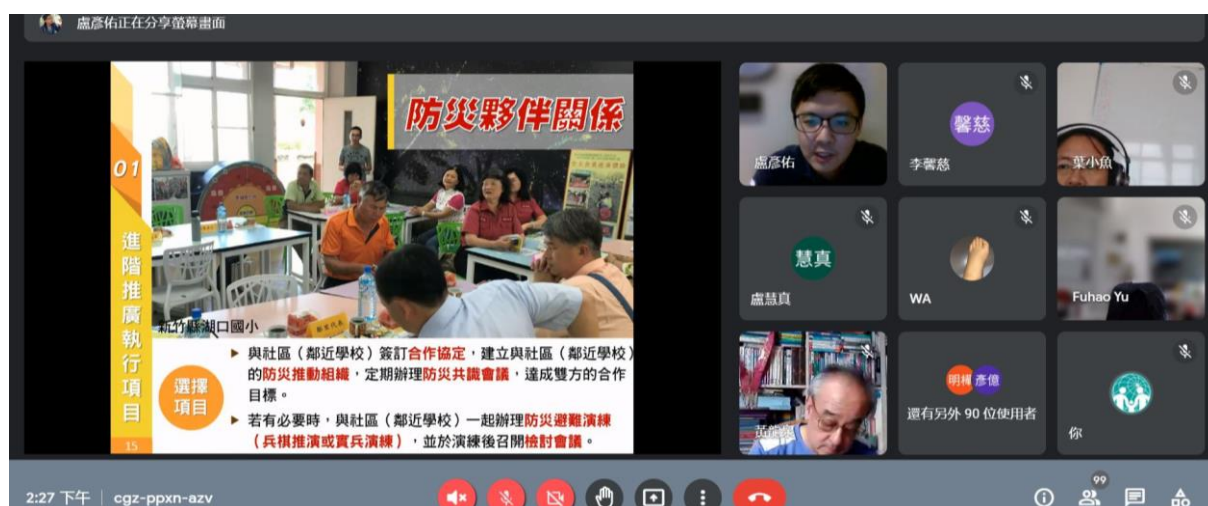 盧彥佑正在分享螢幕畫面
防災夥伴關係
01
進階推廣執行項目
15
新竹縣湖口國小
選擇
項目
▶ 與社區（鄰近學校）簽訂合作協定，建立與社區（鄰近學校）
的防災推動組織，定期辦理防災共識會議，達成雙方的合作
目標。
▶ 若有必要時，與社區（鄰近學校）一起辦理防災避難演練
（兵棋推演或實兵演練），並於演練後召開檢討會議。
盧彥佑
馨慈
李馨慈
葉小魚
慧真
盧慧真
WA
Fuhao Yu
明樺
彥億
還有另外 90 位使用者
你
2:27 下午 | cgz-ppxn-azv
99